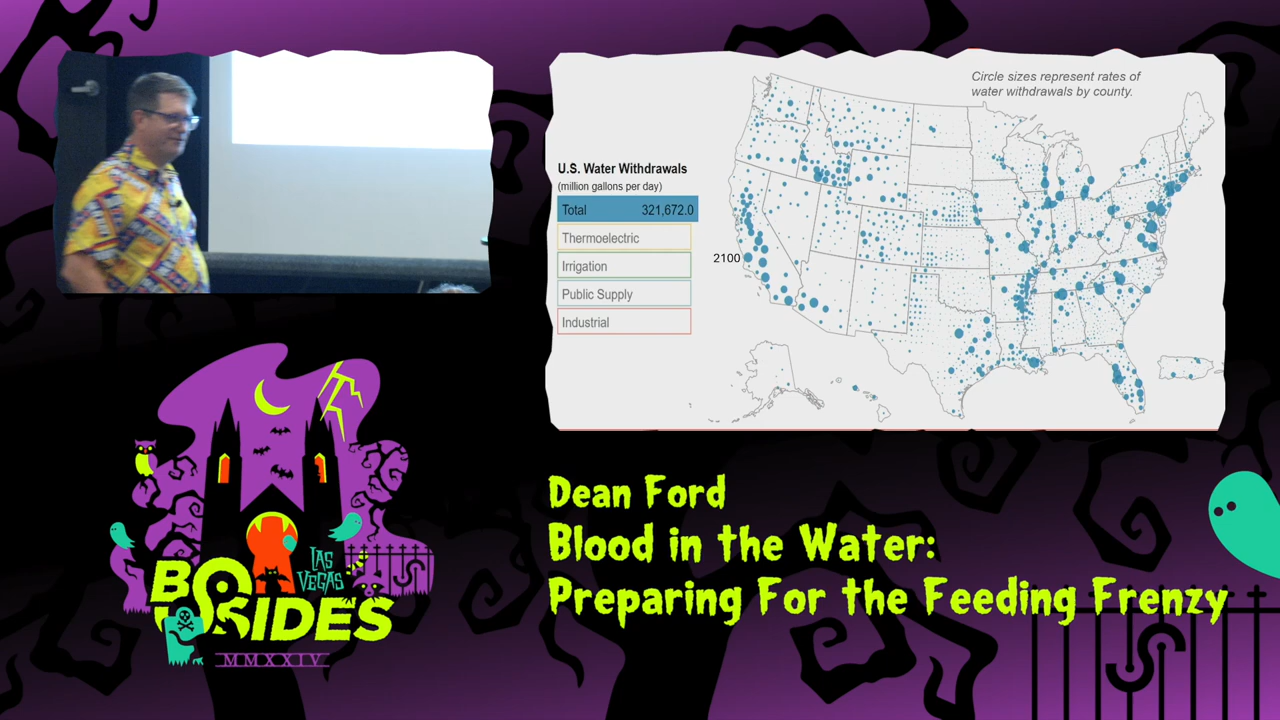 Circle sizes represent rates of
water withdrawals by county.
U.S. Water Withdrawals
(million gallons per day)
Total 321,672.0
Thermoelectric
Irrigation
Public Supply
Industrial
2100
LAS
VEGAS
BSIDES
MMXXIV
Dean Ford
Blood in the Water:
Preparing For the Feeding Frenzy